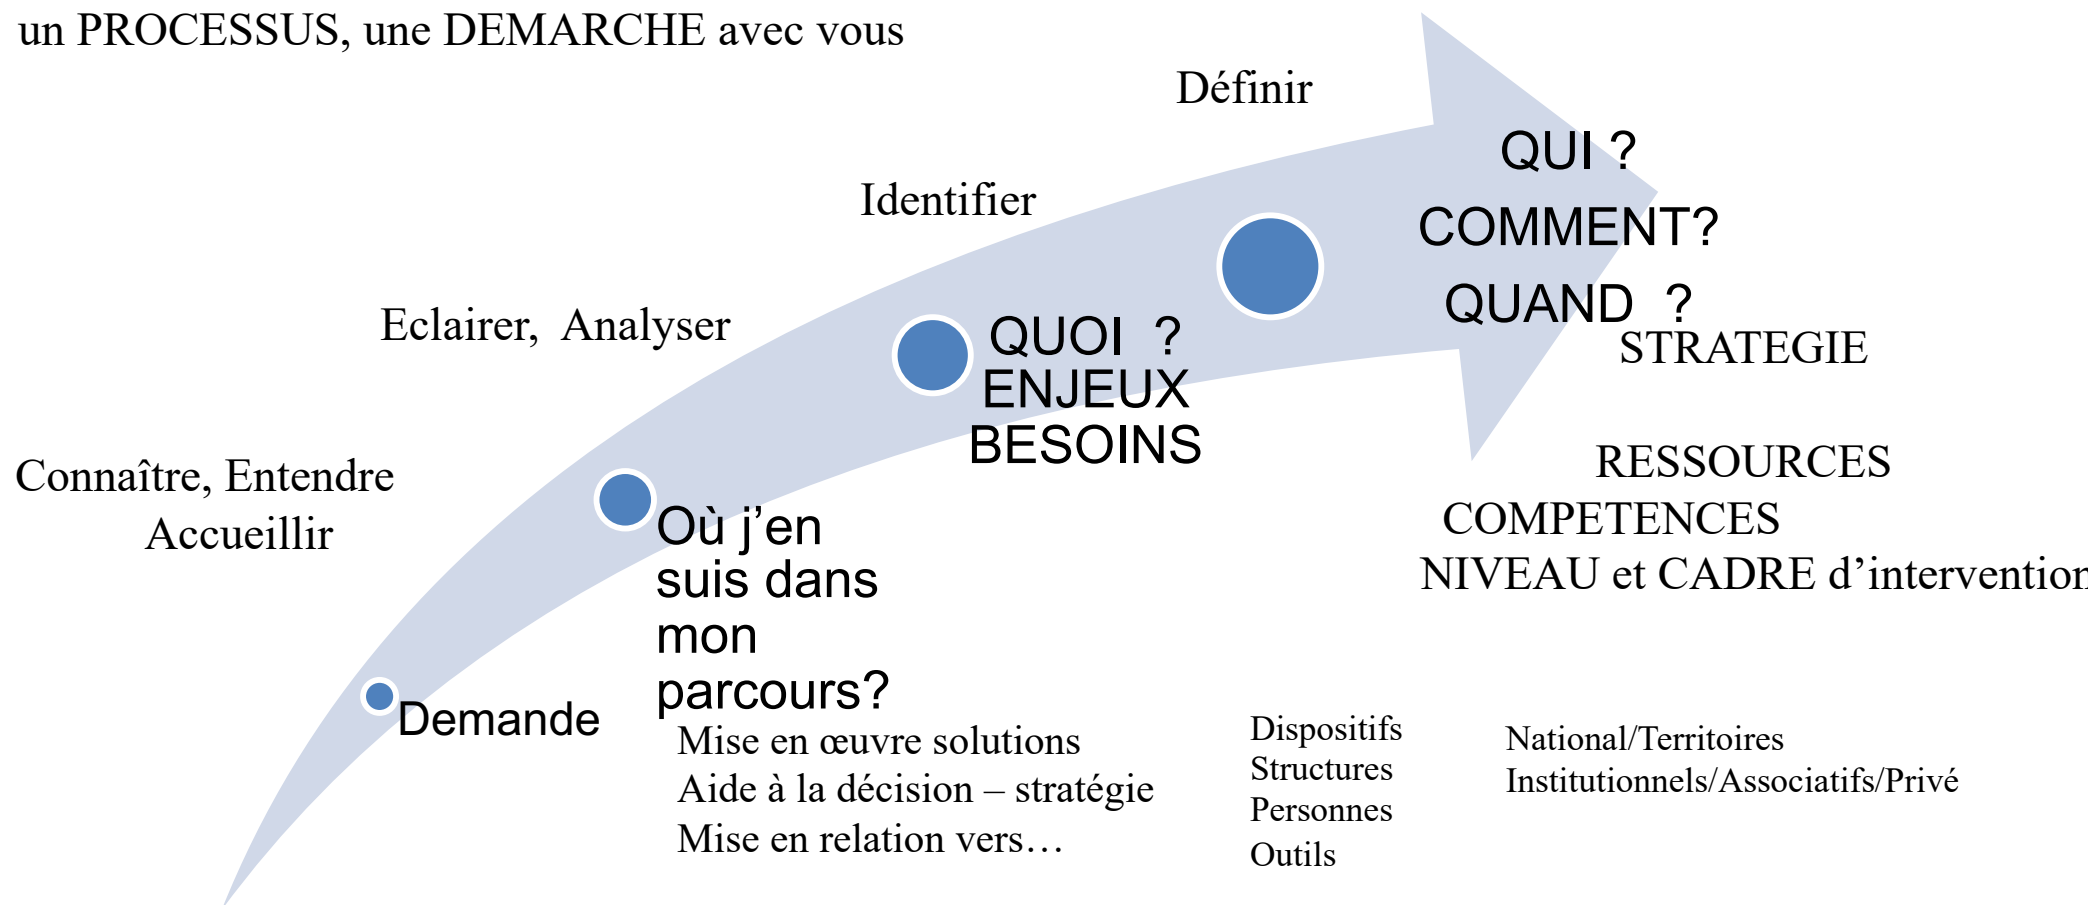 un PROCESSUS, une DEMARCHE avec vous
Définir
QUI ?
COMMENT?
QUAND ?
STRATEGIE
Identifier
Eclairer, Analyser
QUOI ?
ENJEUX
BESOINS
Connaître, Entendre
Accueillir
RESSOURCES
COMPETENCES
NIVEAU et CADRE d’intervention
Où j’en
suis dans
mon
parcours?
Demande
Mise en œuvre solutions
Aide à la décision – stratégie
Mise en relation vers…
Dispositifs
Structures
Personnes
Outils
National/Territoires
Institutionnels/Associatifs/Privé